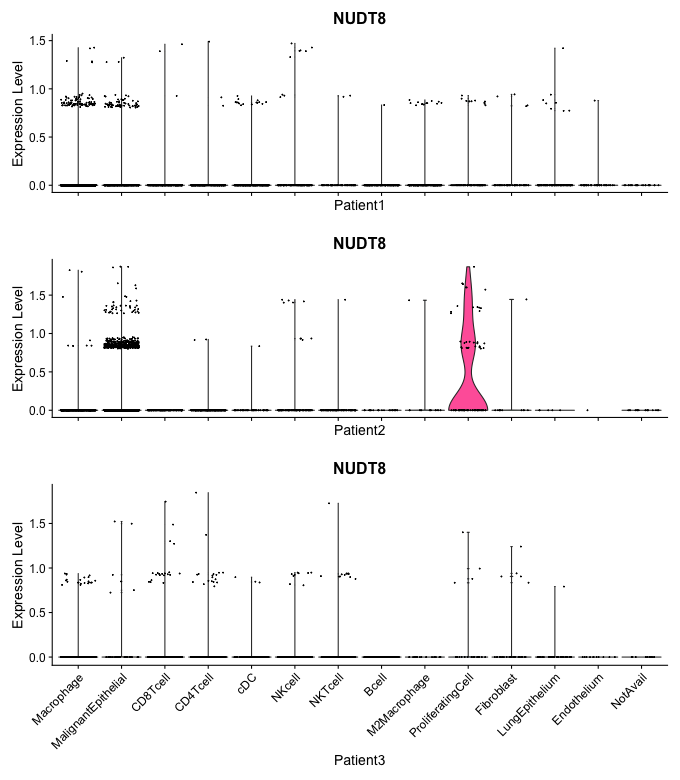 NUDT8
Expression Level
1.5
1.0
0.5
0.0
Patient1
NUDT8
Expression Level
1.5
1.0
0.5
0.0
Patient2
NUDT8
Expression Level
1.5
1.0
0.5
0.0
Macrophage
MalignantEpithelial
CD8Tcell
CD4Tcell
cDC
NKcell
NKTcell
Bcell
M2Macrophage
ProliferatingCell
Fibroblast
LungEpithelium
Endothelium
NotAvail
Patient3